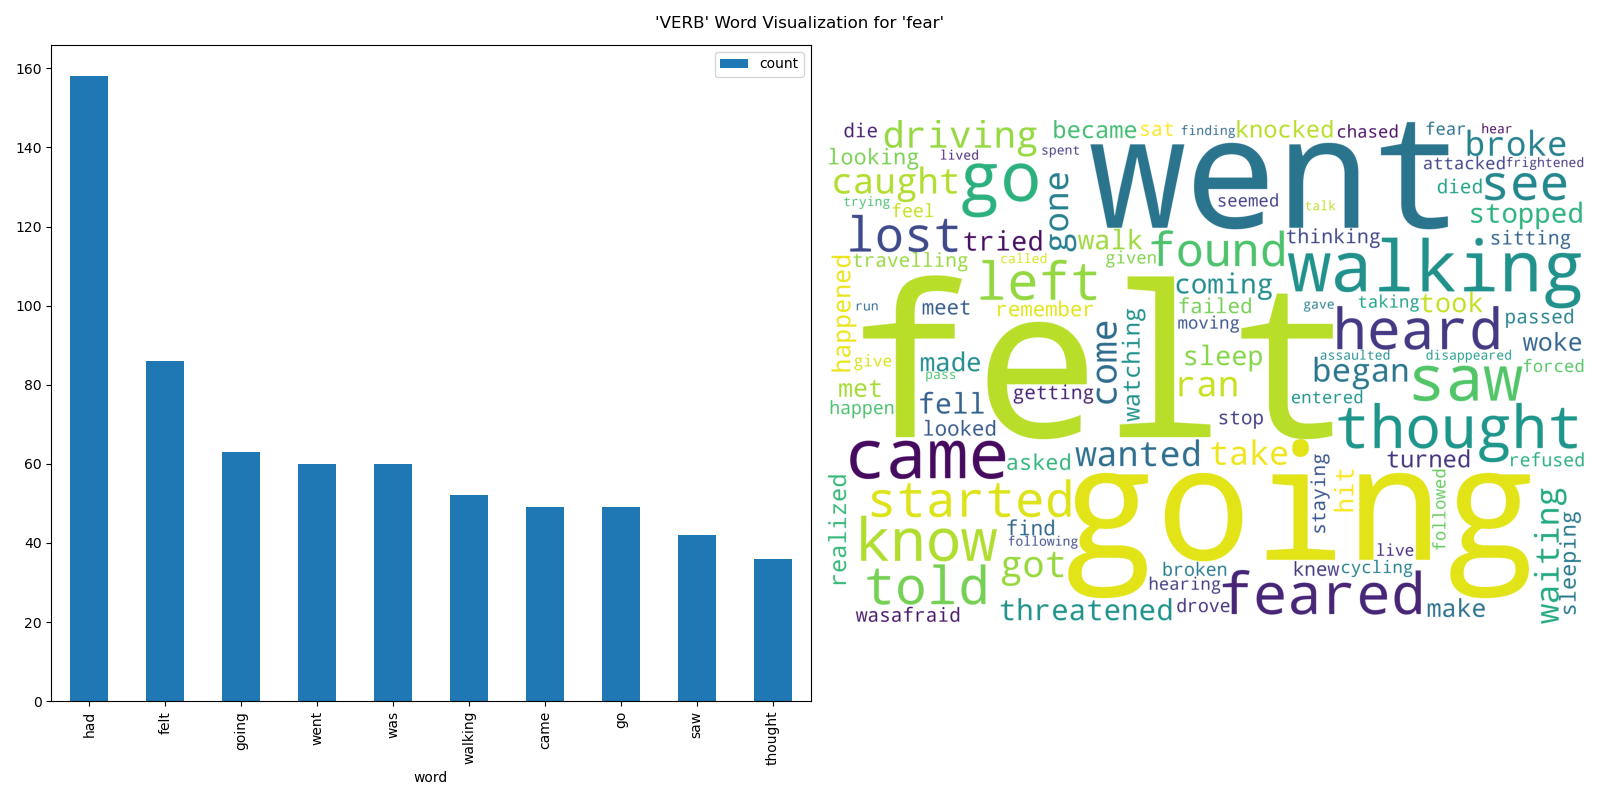 'VERB' Word Visualization for 'fear'
count
160
140
120
100
80
60
40
20
0
had
felt
going
went
was
walking
came
go
saw
thought
word
die
driving
became
sat
finding
knocked
chased
fear
hear
looking
lived
spent
went
broke
attacked
frightened
caught
go
gone
seemed
talk
died
see
trying
feel
stopped
lost
tried
walk
found
thinking
sitting
happened
travelling
called
given
walking
left
coming
run
meet
remember
failed
gave
taking
took
felt
moving
heard
passed
give
made
come
watching
sleep
assaulted
disappeared
woke
pass
began
forced
met
getting
ran
saw
happen
fell
entered
looked
stop
thought
came
asked
wanted
take
turned
refused
realized
started
going
staying
hit
followed
waiting
sleeping
know
find
following
live
got
broken
knew
cycling
told
hearing
feared
wasafraid
threatened
drove
make